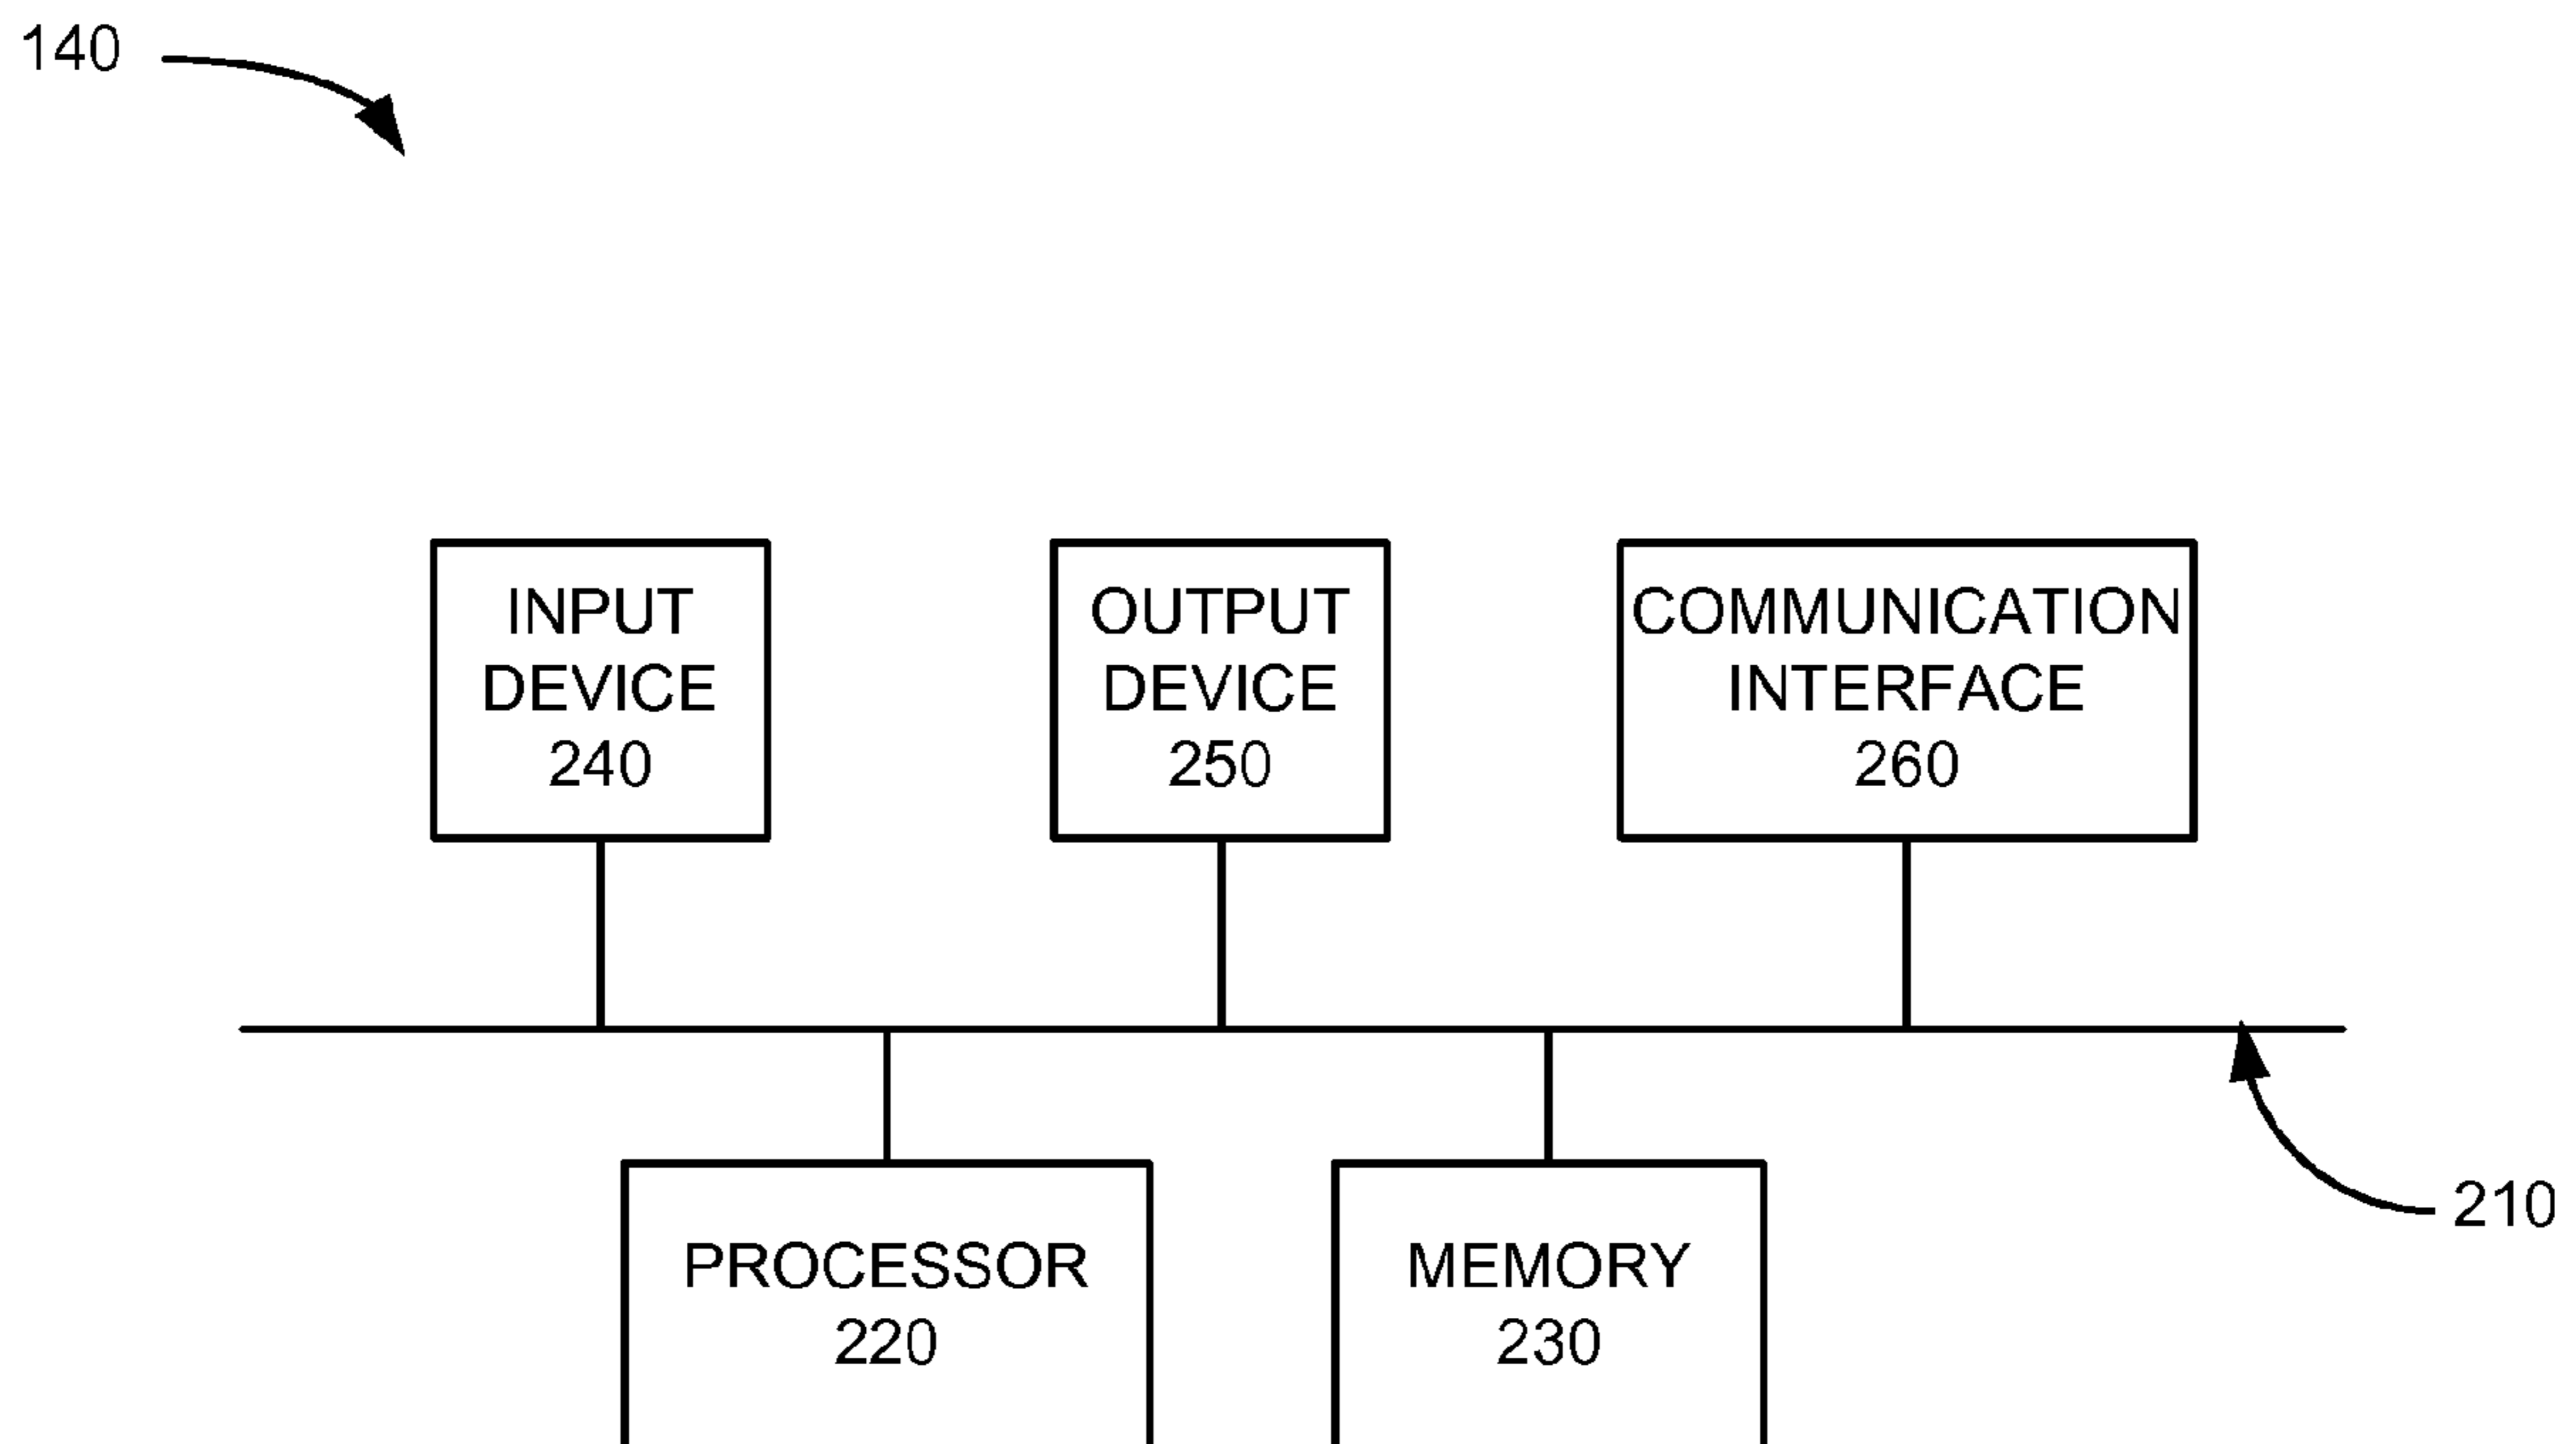 140
INPUT
DEVICE
240
OUTPUT
DEVICE
250
COMMUNICATION
INTERFACE
260
210
PROCESSOR
220
MEMORY
230